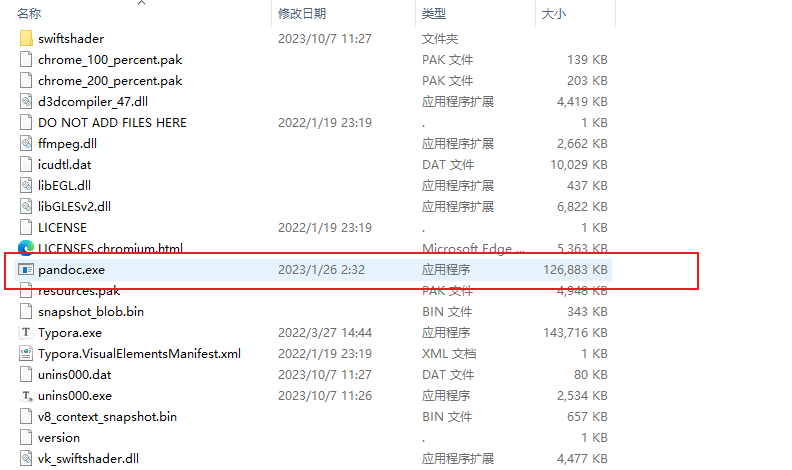 名称 修改日期 类型 大小
swiftshader 2023/10/7 11:27 文件夹
chrome_100_percent.pak PAK 文件 139 KB
chrome_200_percent.pak PAK 文件 203 KB
d3dcompiler_47.dll 应用程序扩展 4,419 KB
DO NOT ADD FILES HERE 2022/1/19 23:19 . 1 KB
ffmpeg.dll 应用程序扩展 2,662 KB
icudtl.dat DAT 文件 10,029 KB
libEGL.dll 应用程序扩展 437 KB
libGLESv2.dll 应用程序扩展 6,822 KB
LICENSE 2022/1/19 23:19 . 1 KB
LICENSES.chromium.html Microsoft Edge ... 5,363 KB
pandoc.exe 2023/1/26 2:32 应用程序 126,883 KB
resources.pak PAK 文件 4,948 KB
snapshot_blob.bin BIN 文件 343 KB
Typora.exe 2022/3/27 14:44 应用程序 143,716 KB
Typora.VisualElementsManifest.xml 2022/1/19 23:19 XML 文档 1 KB
unins000.dat 2023/10/7 11:27 DAT 文件 80 KB
unins000.exe 2023/10/7 11:26 应用程序 2,534 KB
v8_context_snapshot.bin BIN 文件 657 KB
version . 1 KB
vk_swiftshader.dll 应用程序扩展 4,477 KB